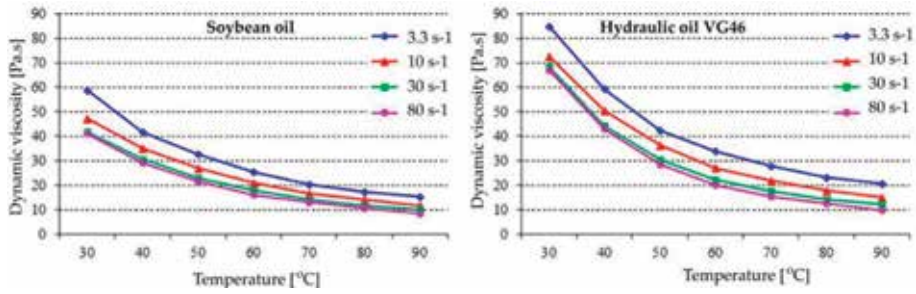 Soybean oil
Dynamic viscosity [Pa.s]
90
80
70
60
50
40
30
20
10
0
3.3 s-1
10 s-1
30 s-1
80 s-1
30 40 50 60 70 80 90
Temperature [°C]
Hydraulic oil VG46
Dynamic viscosity [Pa.s]
90
80
70
60
50
40
30
20
10
0
3.3 s-1
10 s-1
30 s-1
80 s-1
30 40 50 60 70 80 90
Temperature [°C]